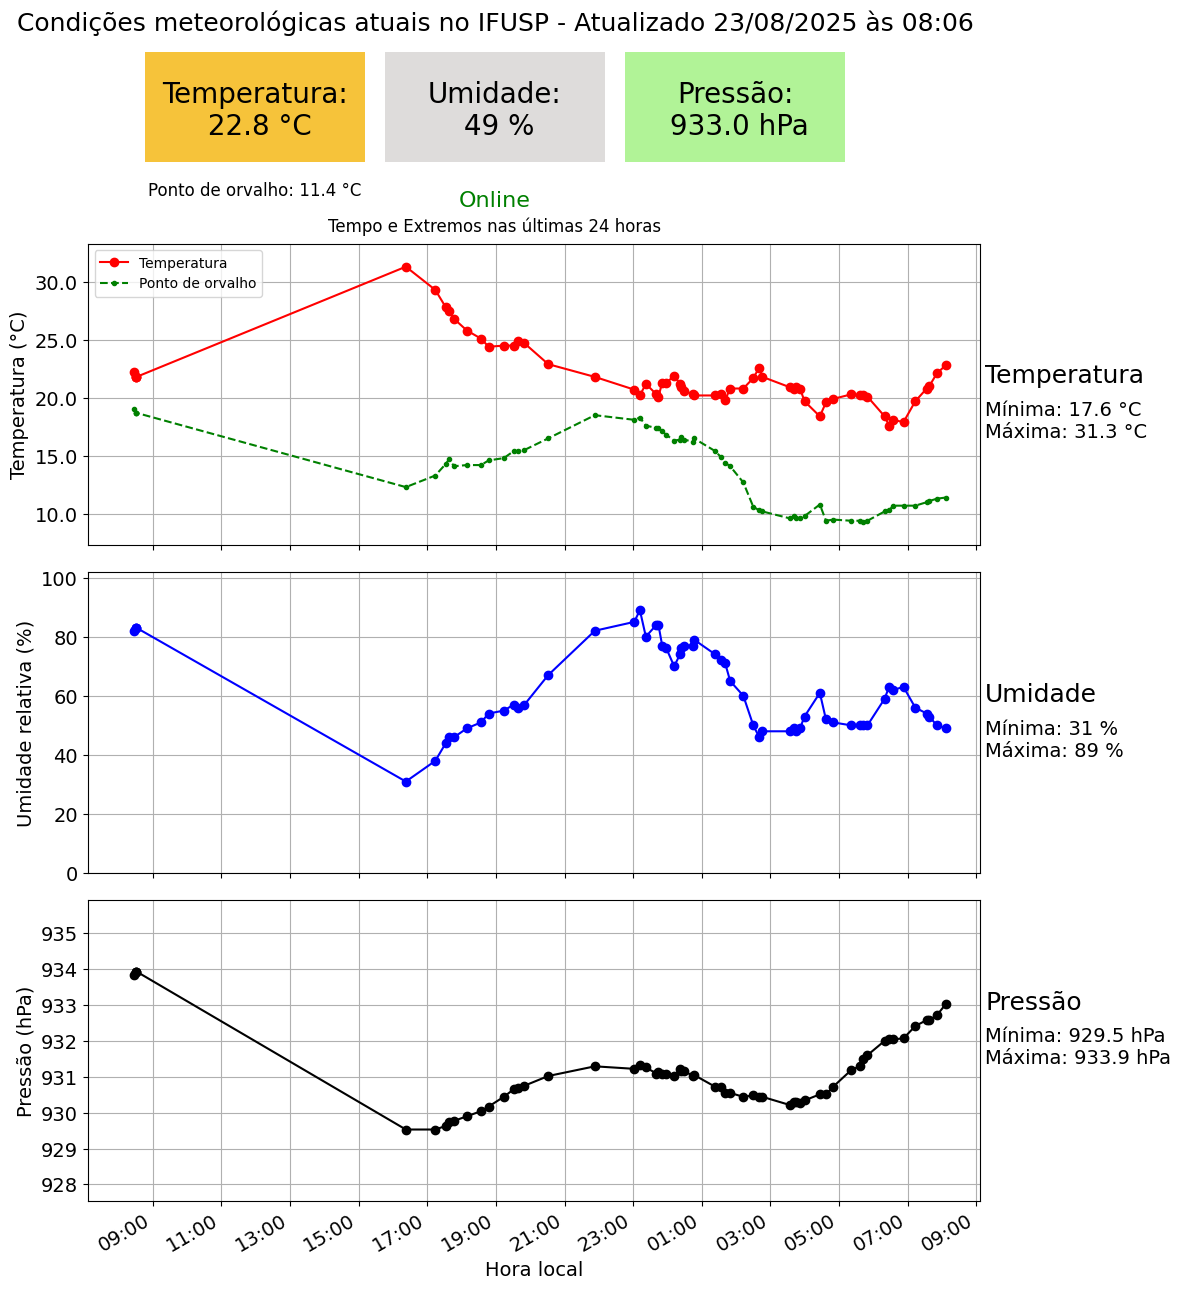 Condições meteorológicas atuais no IFUSP - Atualizado 23/08/2025 às 08:06
Temperatura:
22.8 °C
Umidade:
49 %
Pressão:
933.0 hPa
Ponto de orvalho: 11.4 °C
Online
Tempo e Extremos nas últimas 24 horas
Temperatura
Ponto de orvalho
Temperatura (°C)
30.0
25.0
20.0
15.0
10.0
Temperatura
Mínima: 17.6 °C
Máxima: 31.3 °C
Umidade relativa (%)
100
80
60
40
20
0
Umidade
Mínima: 31 %
Máxima: 89 %
Pressão (hPa)
935
934
933
932
931
930
929
928
Pressão
Mínima: 929.5 hPa
Máxima: 933.9 hPa
09:00
11:00
13:00
15:00
17:00
19:00
21:00
23:00
01:00
03:00
05:00
07:00
09:00
Hora local